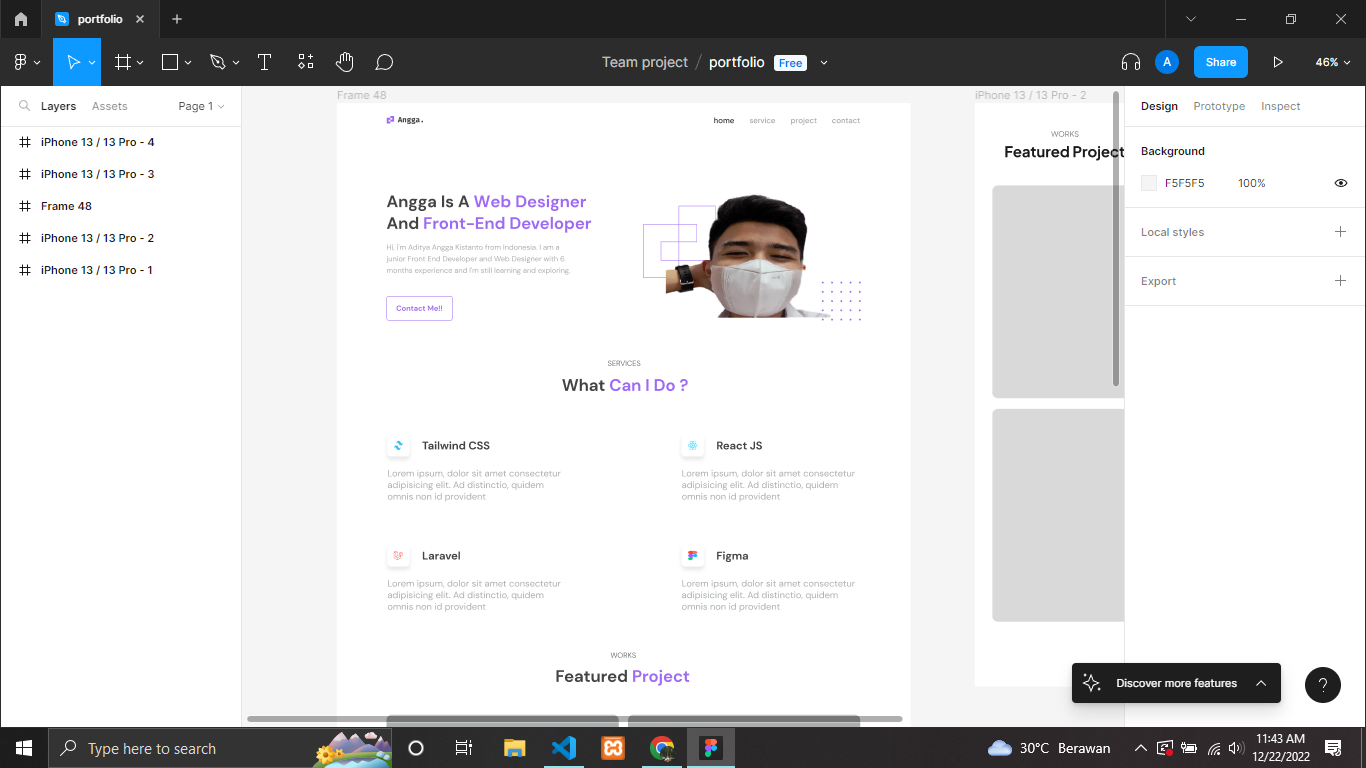 portfolio
Team project / portfolio Free
A
Share
46%
Layers
Assets
Page 1
iPhone 13 / 13 Pro - 4
iPhone 13 / 13 Pro - 3
Frame 48
iPhone 13 / 13 Pro - 2
iPhone 13 / 13 Pro - 1
Frame 48
Angga.
home
service
project
contact
Angga Is A Web Designer
And Front-End Developer
Hi, i'm Aditya Angga Kistanto from Indonesia. I am a
junior Front End Developer and Web Designer with 6
months experience and I'm still learning and exploring.
Contact Me!!
SERVICES
What Can I Do ?
Tailwind CSS
Lorem ipsum, dolor sit amet consectetur
adipisicing elit. Ad distinctio, quidem
omnis non id provident
React JS
Lorem ipsum, dolor sit amet consectetur
adipisicing elit. Ad distinctio, quidem
omnis non id provident
Laravel
Lorem ipsum, dolor sit amet consectetur
adipisicing elit. Ad distinctio, quidem
omnis non id provident
Figma
Lorem ipsum, dolor sit amet consectetur
adipisicing elit. Ad distinctio, quidem
omnis non id provident
WORKS
Featured Project
iPhone 13 / 13 Pro - 2
WORKS
Featured Project
Design
Prototype
Inspect
Background
F5F5F5
100%
Local styles
Export
Discover more features
?
Type here to search
30°C Berawan
11:43 AM
12/22/2022